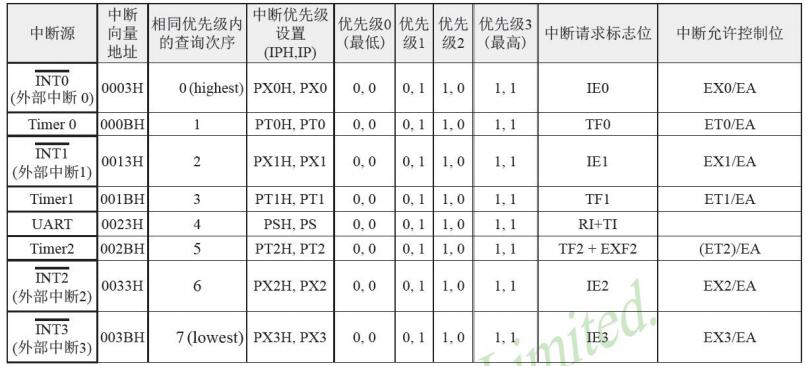 中断源 中断向量地址 相同优先级内的查询次序 中断优先级设置(IPH,IP) 优先级0(最低) 优先级1 优先级2 优先级3(最高) 中断请求标志位 中断允许控制位
INT0(外部中断 0) 0003H 0 (highest) PX0H, PX0 0, 0 0, 1 1, 0 1, 1 IE0 EX0/EA
Timer 0 000BH 1 PT0H, PT0 0, 0 0, 1 1, 0 1, 1 TF0 ET0/EA
INT1(外部中断1) 0013H 2 PX1H, PX1 0, 0 0, 1 1, 0 1, 1 IE1 EX1/EA
Timer1 001BH 3 PT1H, PT1 0, 0 0, 1 1, 0 1, 1 TF1 ET1/EA
UART 0023H 4 PSH, PS 0, 0 0, 1 1, 0 1, 1 RI+TI
Timer2 002BH 5 PT2H, PT2 0, 0 0, 1 1, 0 1, 1 TF2 + EXF2 (ET2)/EA
INT2(外部中断2) 0033H 6 PX2H, PX2 0, 0 0, 1 1, 0 1, 1 IE2 EX2/EA
INT3(外部中断3) 003BH 7 (lowest) PX3H, PX3 0, 0 0, 1 1, 0 1, 1 IE3 EX3/EA
Limited.